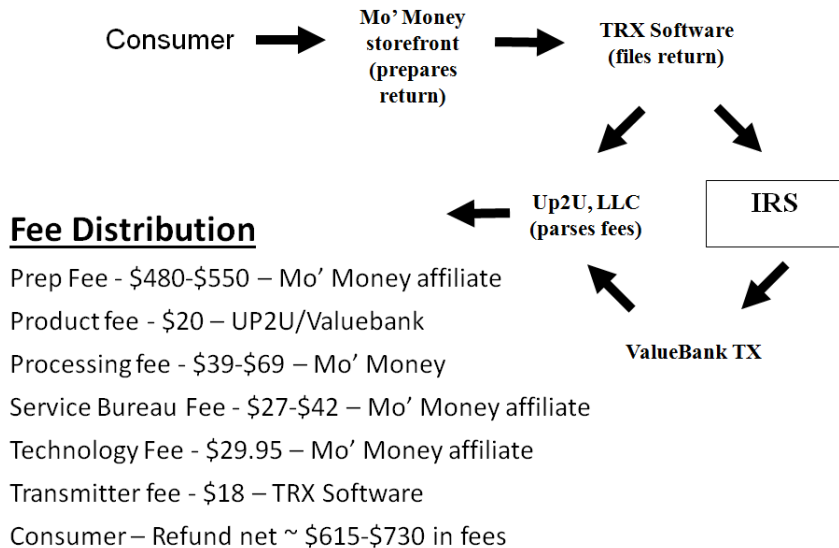 Consumer
Mo’ Money
storefront
(prepares
return)
TRX Software
(files return)
Up2U, LLC
(parses fees)
IRS
ValueBank TX
Fee Distribution
Prep Fee - $480-$550 – Mo’ Money affiliate
Product fee - $20 – UP2U/Valuebank
Processing fee - $39-$69 – Mo’ Money
Service Bureau Fee - $27-$42 – Mo’ Money affiliate
Technology Fee - $29.95 – Mo’ Money affiliate
Transmitter fee - $18 – TRX Software
Consumer – Refund net ~ $615-$730 in fees